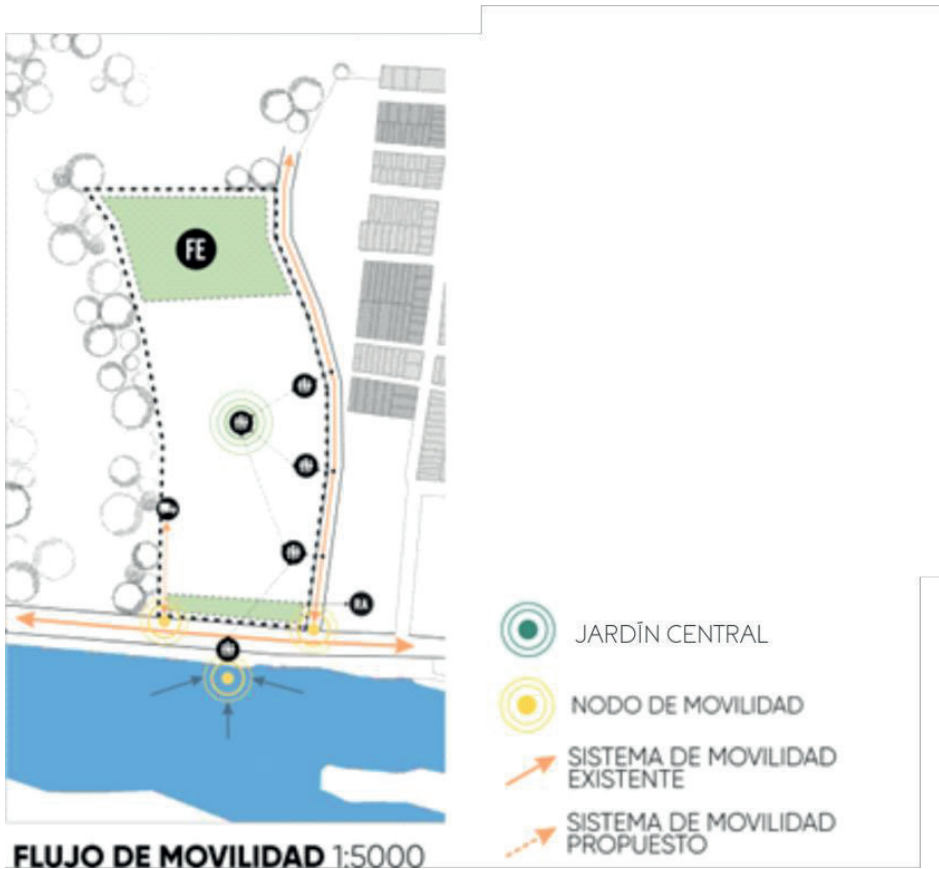 FE
RA
JARDÍN CENTRAL
NODO DE MOVILIDAD
SISTEMA DE MOVILIDAD
EXISTENTE
SISTEMA DE MOVILIDAD
PROPUESTO
FLUJO DE MOVILIDAD 1:5000